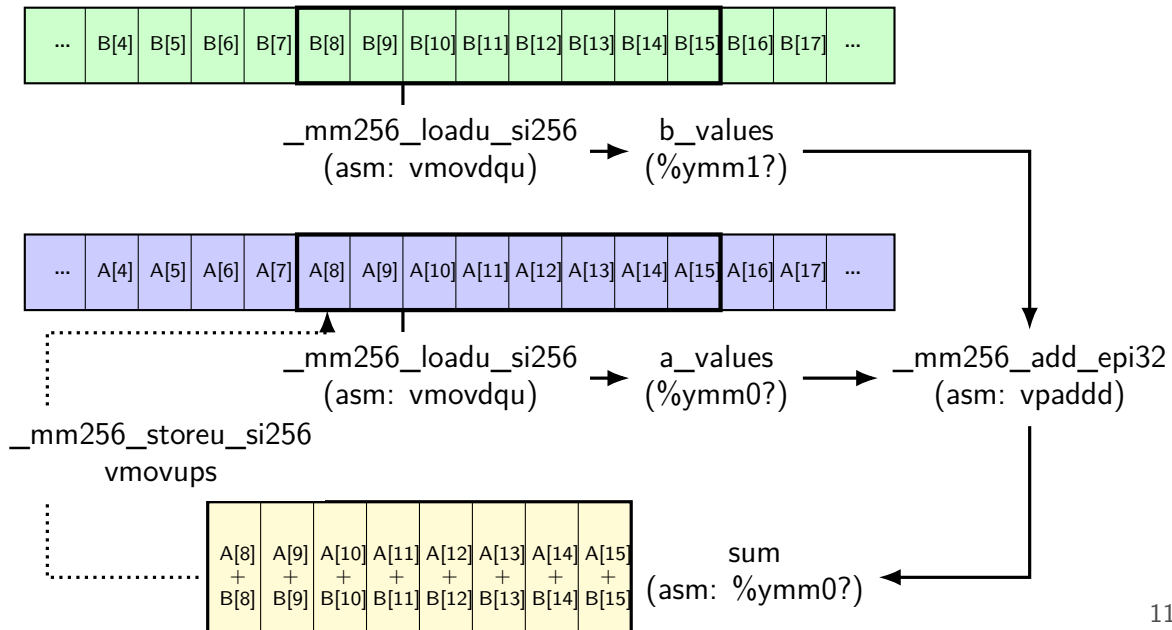 ... B[4] B[5] B[6] B[7] B[8] B[9] B[10] B[11] B[12] B[13] B[14] B[15] B[16] B[17] ...
_mm256_loadu_si256
(asm: vmovdqu)
b_values
(%ymm1?)
... A[4] A[5] A[6] A[7] A[8] A[9] A[10] A[11] A[12] A[13] A[14] A[15] A[16] A[17] ...
_mm256_loadu_si256
(asm: vmovdqu)
a_values
(%ymm0?)
_mm256_add_epi32
(asm: vpaddd)
_mm256_storeu_si256
vmovups
A[8] A[9] A[10] A[11] A[12] A[13] A[14] A[15]
+ + + + + + + +
B[8] B[9] B[10] B[11] B[12] B[13] B[14] B[15]
sum
(asm: %ymm0?)
11